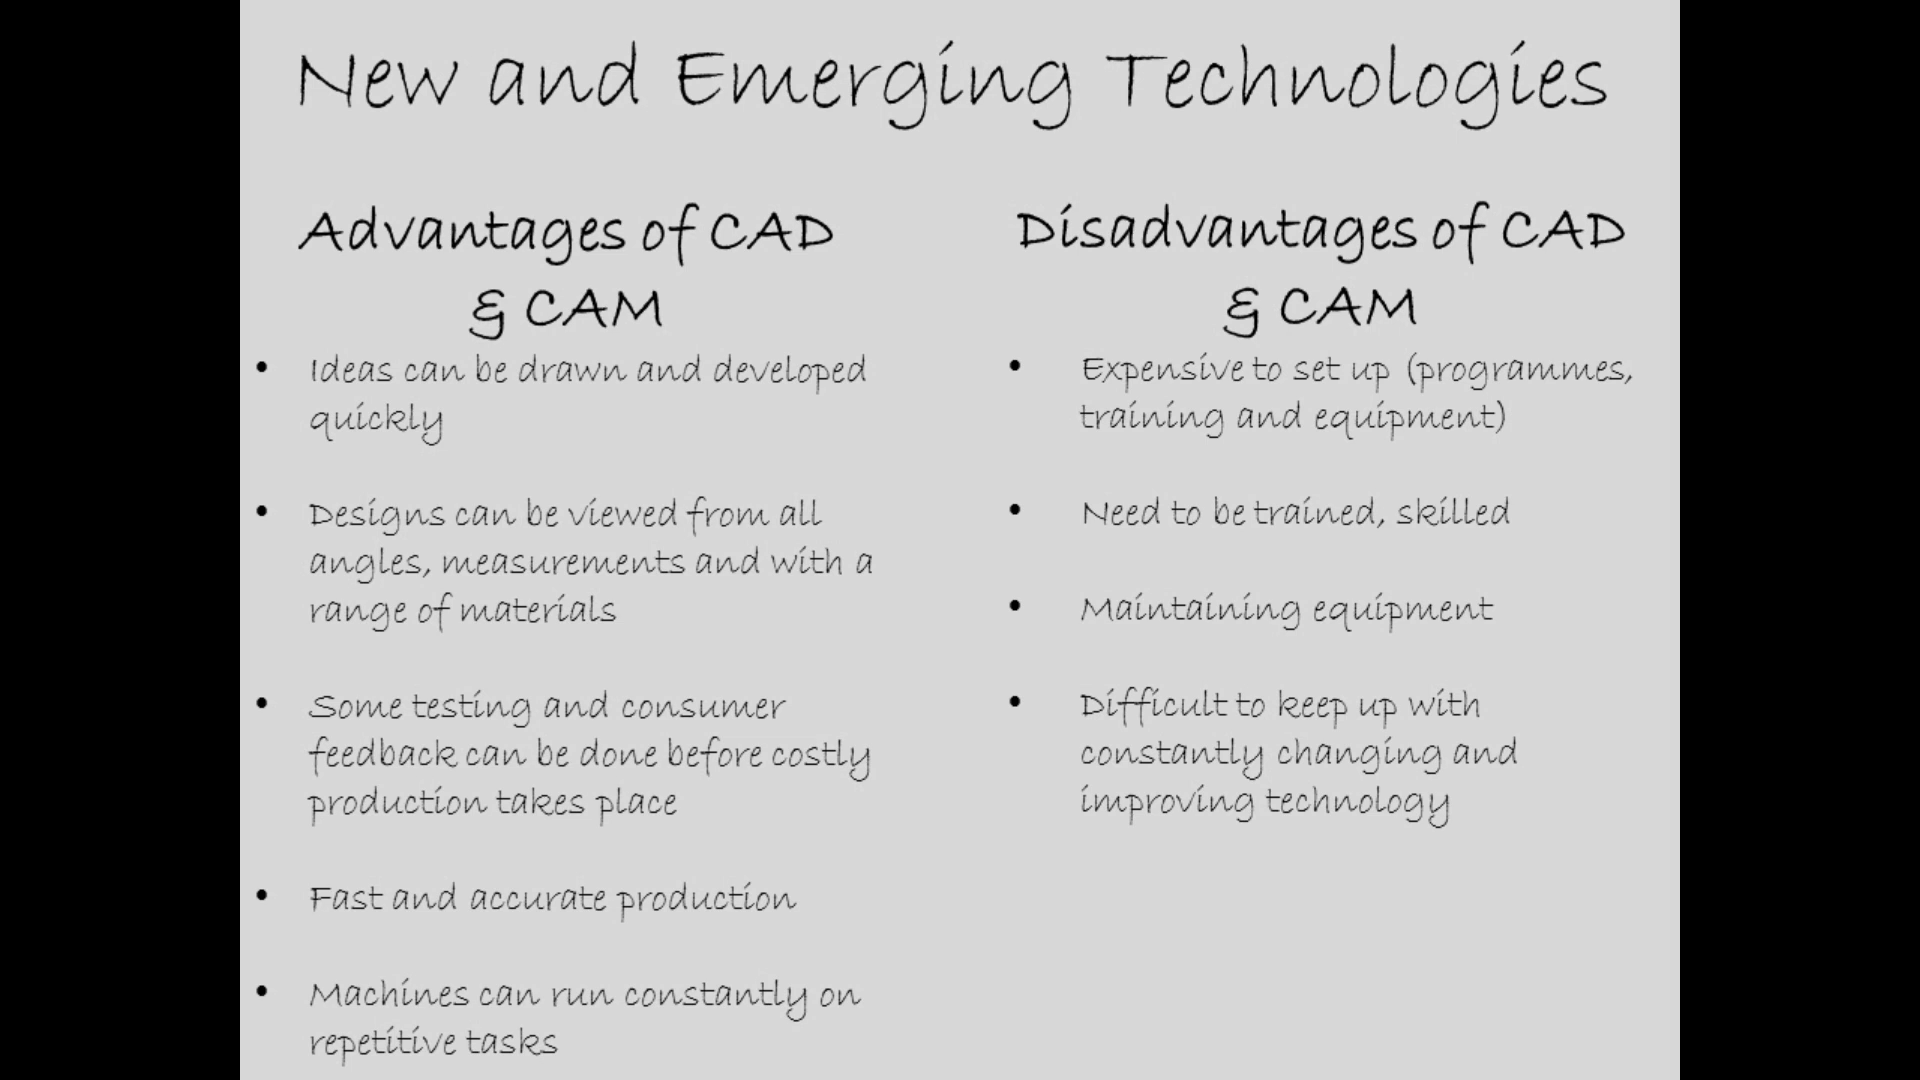 New and Emerging Technologies
Advantages of CAD
& CAM
• Ideas can be drawn and developed
quickly
• Designs can be viewed from all
angles, measurements and with a
range of materials
• Some testing and consumer
feedback can be done before costly
production takes place
• Fast and accurate production
• Machines can run constantly on
repetitive tasks
Disadvantages of CAD
& CAM
• Expensive to set up (programmes,
training and equipment)
• Need to be trained, skilled
• Maintaining equipment
• Difficult to keep up with
constantly changing and
improving technology